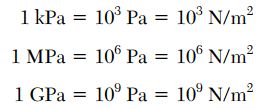 1 kPa = 10³ Pa = 10³ N/m²
1 MPa = 10⁶ Pa = 10⁶ N/m²
1 GPa = 10⁹ Pa = 10⁹ N/m²